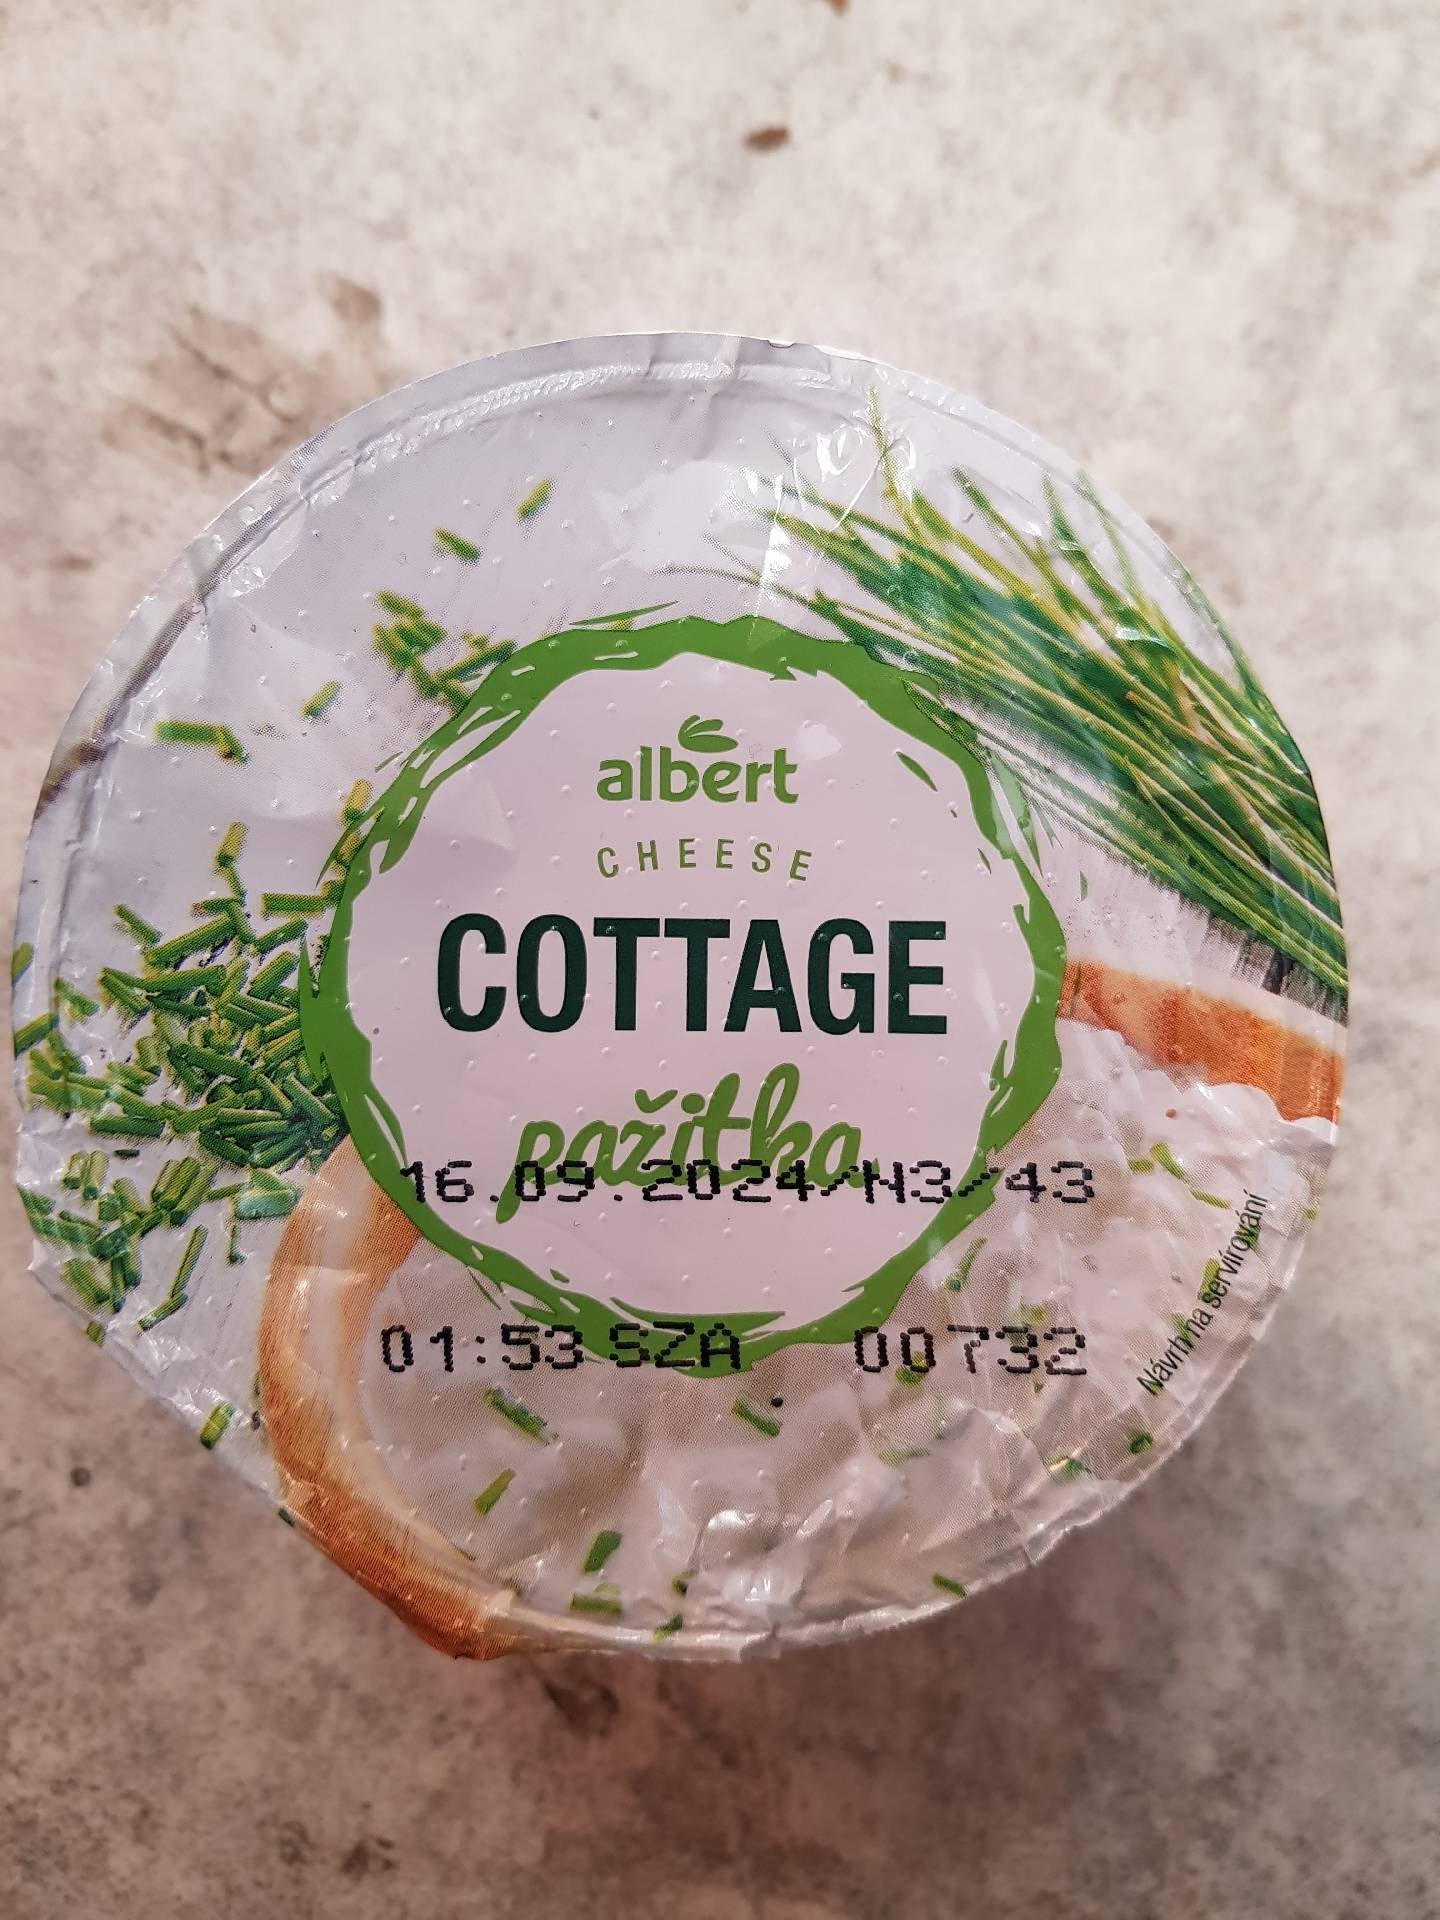 albert
CHEESE
COTTAGE
pažitka
16.09.2024/N3/43
01:53 SZA 00732
Návrh na servírování